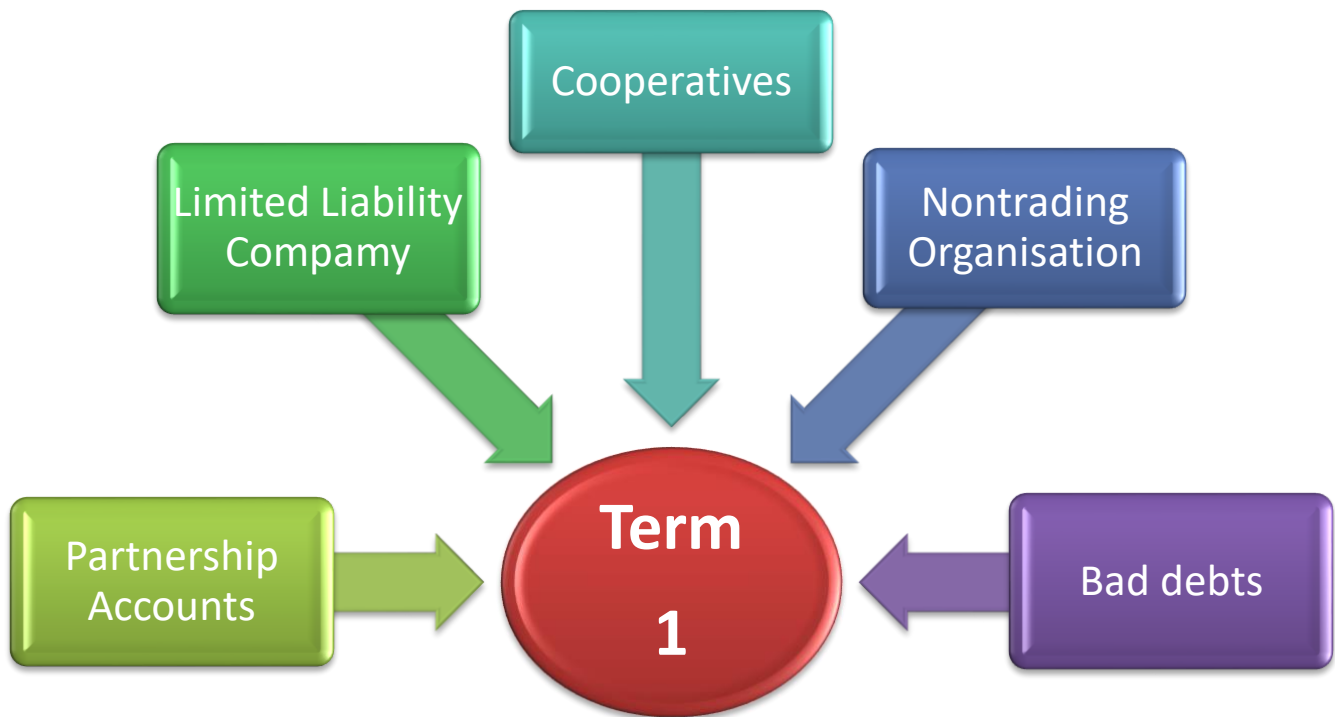 Cooperatives
Limited Liability
Compamy
Nontrading
Organisation
Partnership
Accounts
Term
1
Bad debts